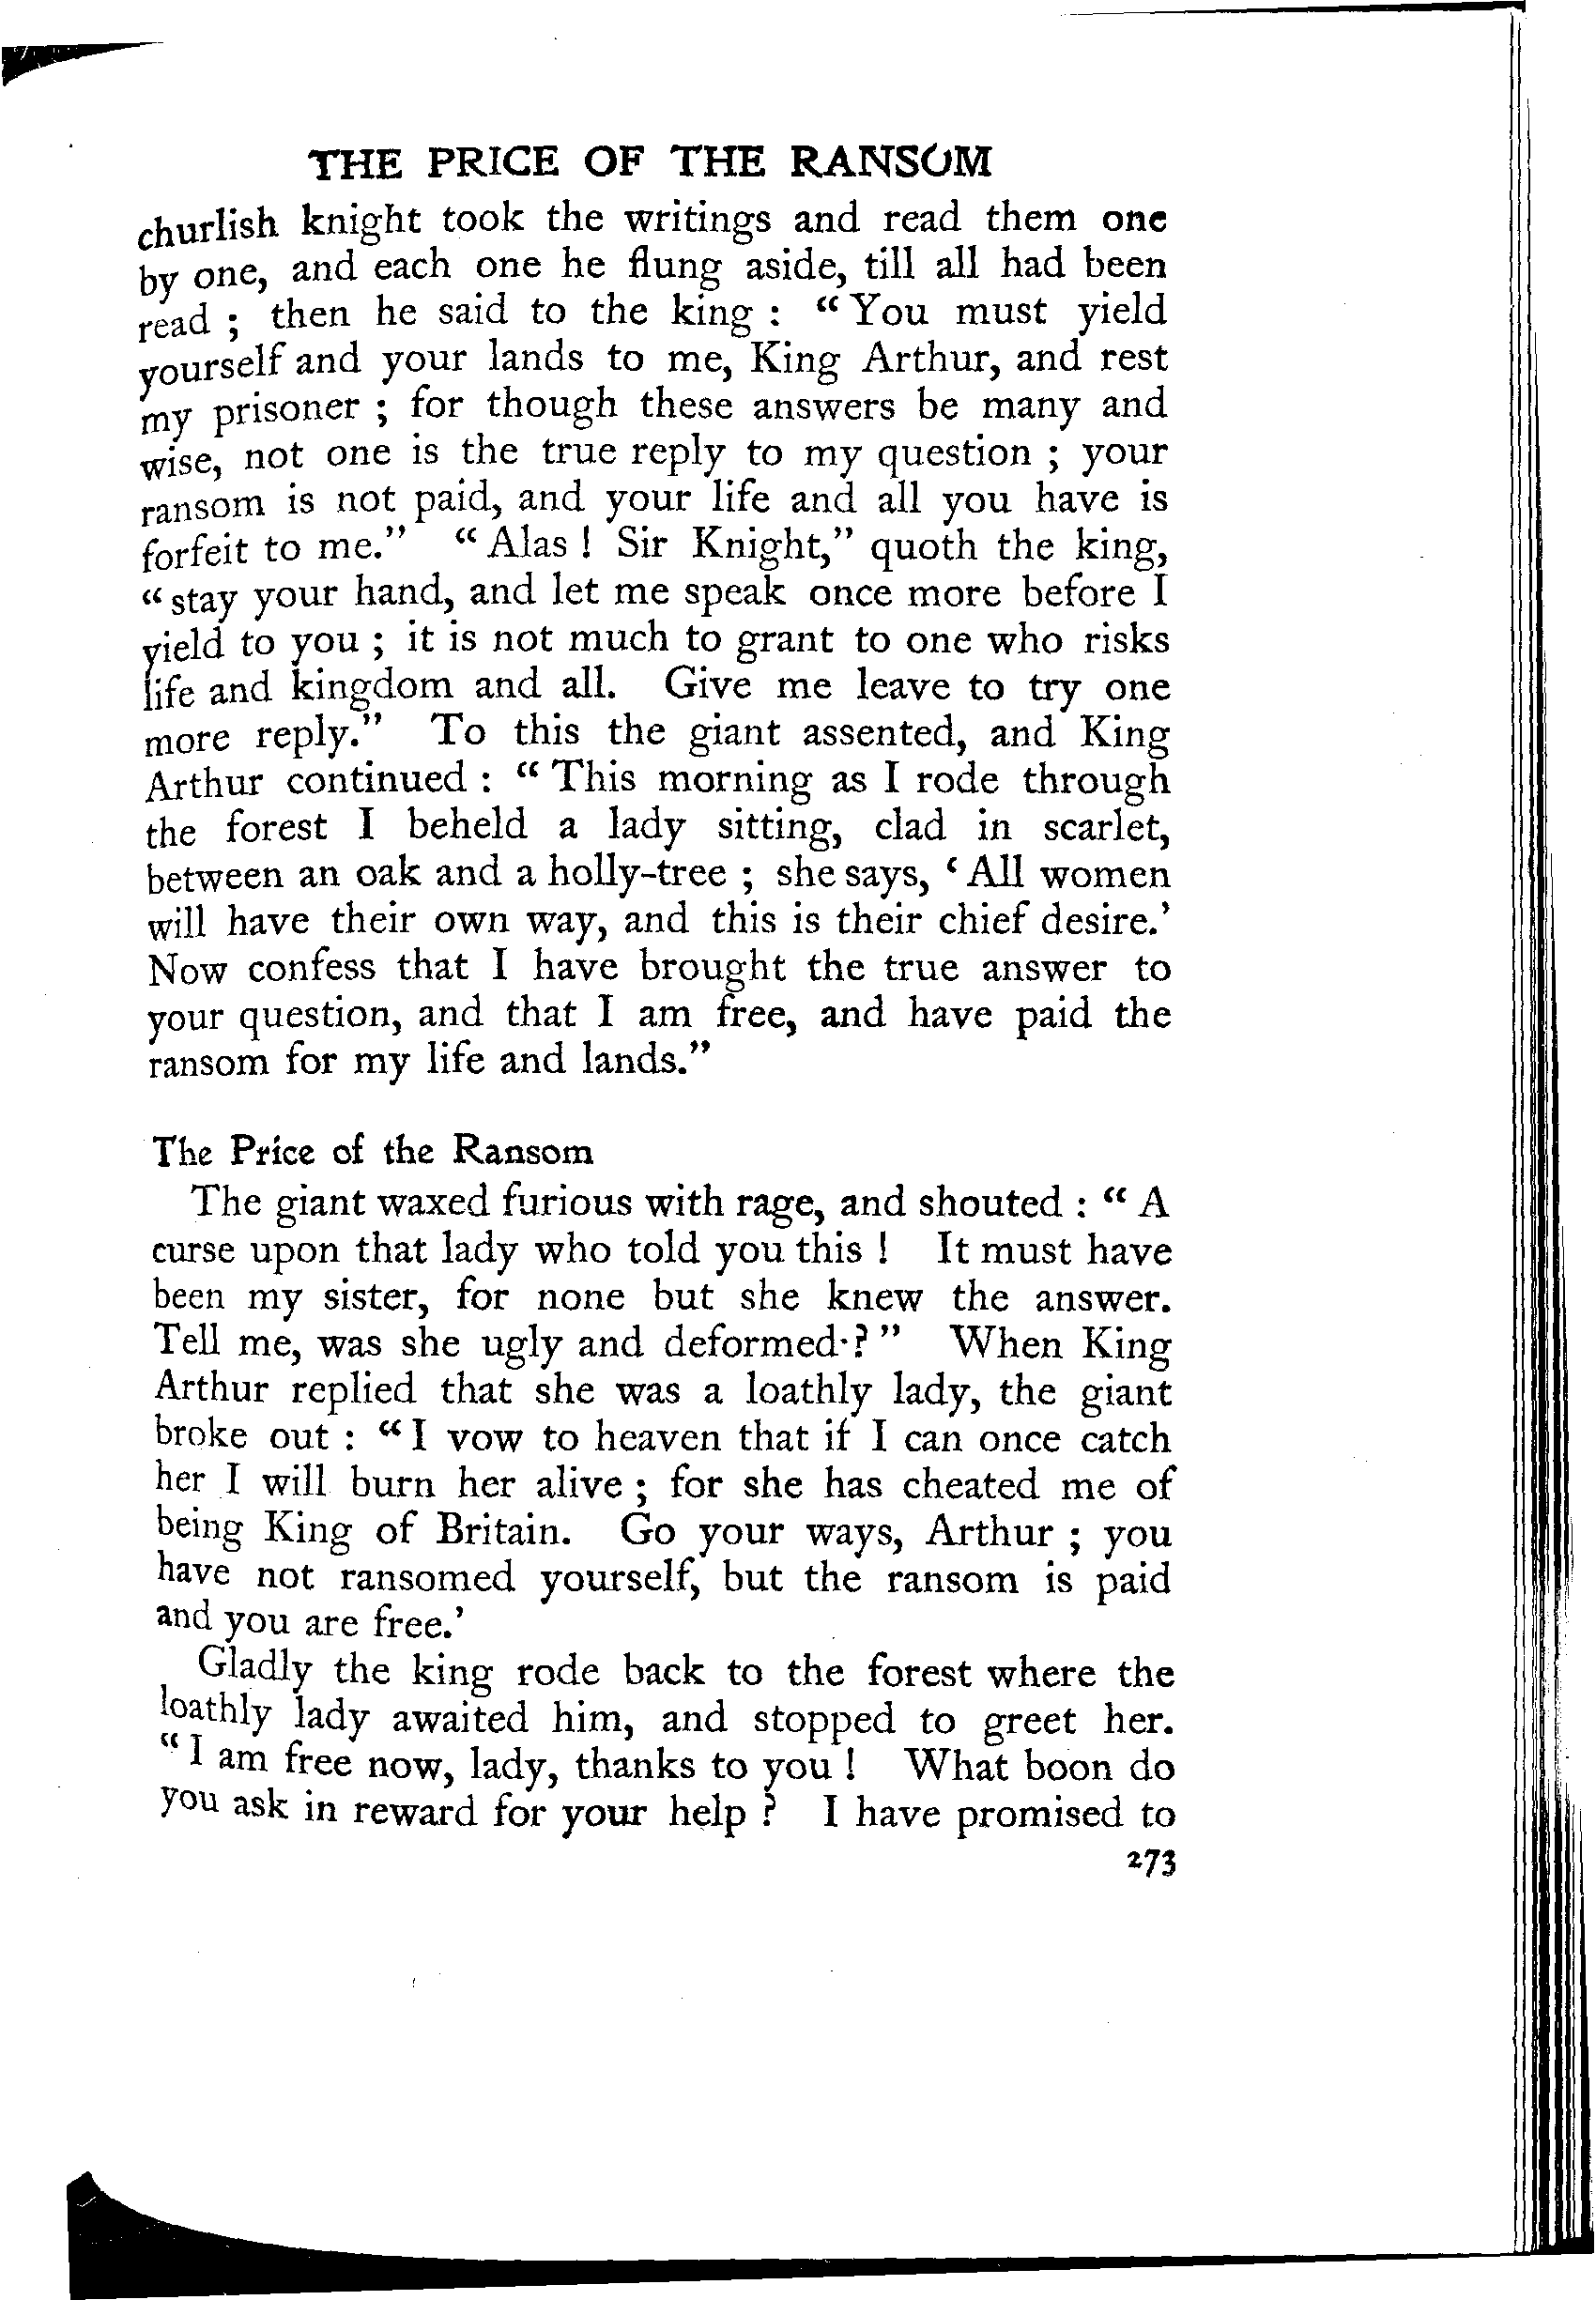 THE PRICE OF THE RANSOM
churlish knight took the writings and read them one
by one, and each one he flung aside, till all had been
read ; then he said to the king : “ You must yield
yourself and your lands to me, King Arthur, and rest
my prisoner ; for though these answers be many and
wise, not one is the true reply to my question ; your
ransom is not paid, and your life and all you have is
forfeit to me.” “ Alas ! Sir Knight,” quoth the king,
“ stay your hand, and let me speak once more before I
yield to you ; it is not much to grant to one who risks
life and kingdom and all. Give me leave to try one
more reply.” To this the giant assented, and King
Arthur continued : “ This morning as I rode through
the forest I beheld a lady sitting, clad in scarlet,
between an oak and a holly-tree ; she says, ‘ All women
will have their own way, and this is their chief desire.’
Now confess that I have brought the true answer to
your question, and that I am free, and have paid the
ransom for my life and lands.”
The Price of the Ransom
The giant waxed furious with rage, and shouted : “ A
curse upon that lady who told you this ! It must have
been my sister, for none but she knew the answer.
Tell me, was she ugly and deformed ? ” When King
Arthur replied that she was a loathly lady, the giant
broke out : “ I vow to heaven that if I can once catch
her I will burn her alive ; for she has cheated me of
being King of Britain. Go your ways, Arthur ; you
have not ransomed yourself, but the ransom is paid
and you are free.’
Gladly the king rode back to the forest where the
loathly lady awaited him, and stopped to greet her.
“ I am free now, lady, thanks to you ! What boon do
you ask in reward for your help ? I have promised to
273